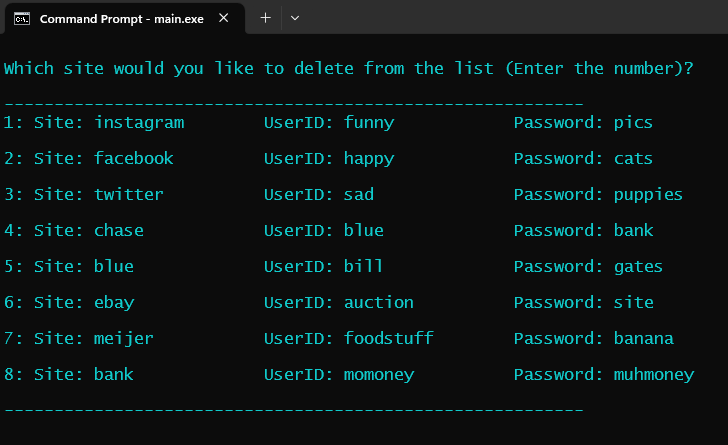 Command Prompt - main.exe
Which site would you like to delete from the list (Enter the number)?
----------------------------------------------------------
1: Site: instagram        UserID: funny            Password: pics
2: Site: facebook         UserID: happy            Password: cats
3: Site: twitter          UserID: sad              Password: puppies
4: Site: chase            UserID: blue             Password: bank
5: Site: blue             UserID: bill             Password: gates
6: Site: ebay             UserID: auction          Password: site
7: Site: meijer           UserID: foodstuff        Password: banana
8: Site: bank             UserID: momoney          Password: muhmoney
----------------------------------------------------------